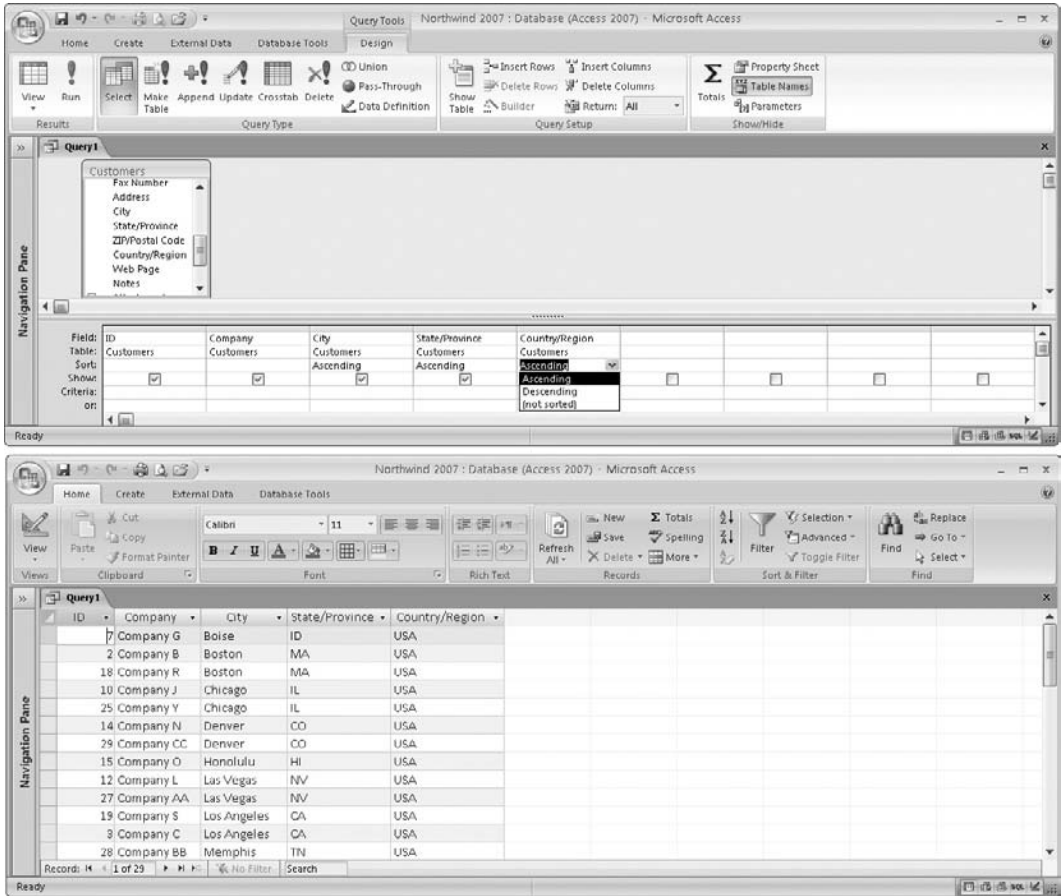 Query Tools Northwind 2007 : Database (Access 2007) - Microsoft Access
Home Create External Data Database Tools Design
View
Run
Select
Make Table
Append
Update
Crosstab
Delete
Union
Pass-Through
Data Definition
Show Table
Insert Rows
Delete Rows
Builder
Insert Columns
Delete Columns
Return: All
Totals
Property Sheet
Table Names
Parameters
Results Query Type Query Setup Show/Hide
Query1
Navigation Pane
Customers
Fax Number
Address
City
State/Province
ZIP/Postal Code
Country/Region
Web Page
Notes
Field: ID Company City State/Province Country/Region
Table: Customers Customers Customers Customers Customers
Sort: Ascending Ascending Ascending
Show: Ascending
Criteria: Descending
or: (not sorted)
Ready SQL
Northwind 2007 : Database (Access 2007) - Microsoft Access
Home Create External Data Database Tools
View
Paste
Cut
Copy
Format Painter
Calibri 11
B I U A
Refresh All
New
Save
Delete
Totals
Spelling
More
Filter
Selection
Advanced
Toggle Filter
Find
Replace
Go To
Select
Views Clipboard Font Rich Text Records Sort & Filter Find
Query1
Navigation Pane
ID Company City State/Province Country/Region
7 Company G Boise ID USA
2 Company B Boston MA USA
18 Company R Boston MA USA
10 Company J Chicago IL USA
25 Company Y Chicago IL USA
14 Company N Denver CO USA
29 Company CC Denver CO USA
15 Company O Honolulu HI USA
12 Company L Las Vegas NV USA
27 Company AA Las Vegas NV USA
19 Company S Los Angeles CA USA
3 Company C Los Angeles CA USA
28 Company BB Memphis TN USA
Record: 1 of 29 No Filter Search
Ready SQL